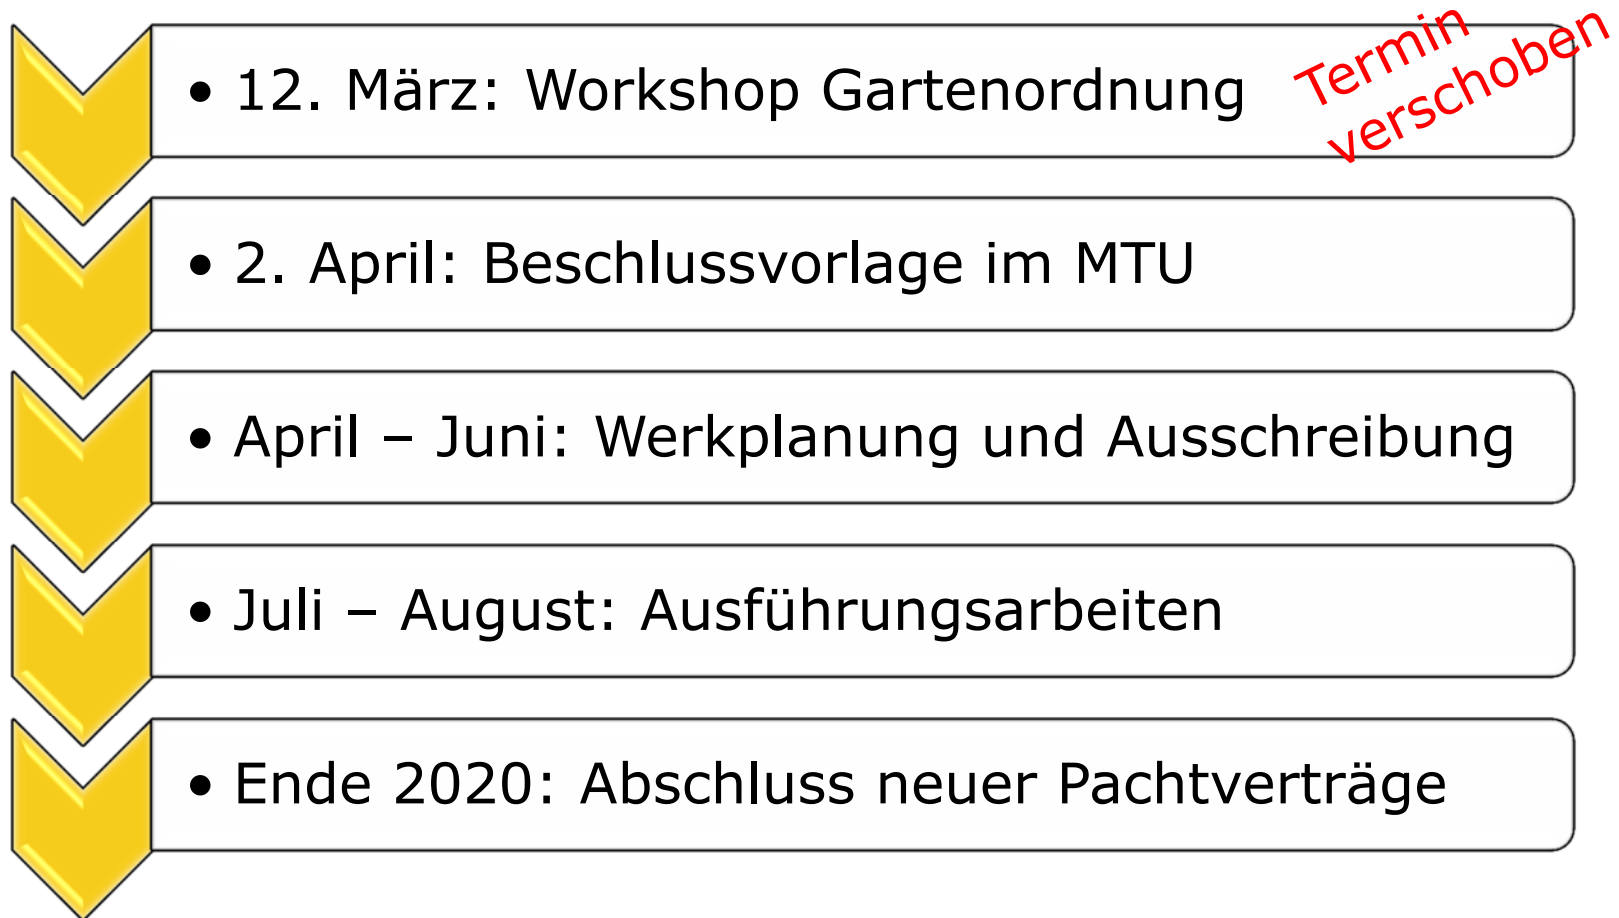 • 12. März: Workshop Gartenordnung
Termin
verschoben
• 2. April: Beschlussvorlage im MTU
• April – Juni: Werkplanung und Ausschreibung
• Juli – August: Ausführungsarbeiten
• Ende 2020: Abschluss neuer Pachtverträge